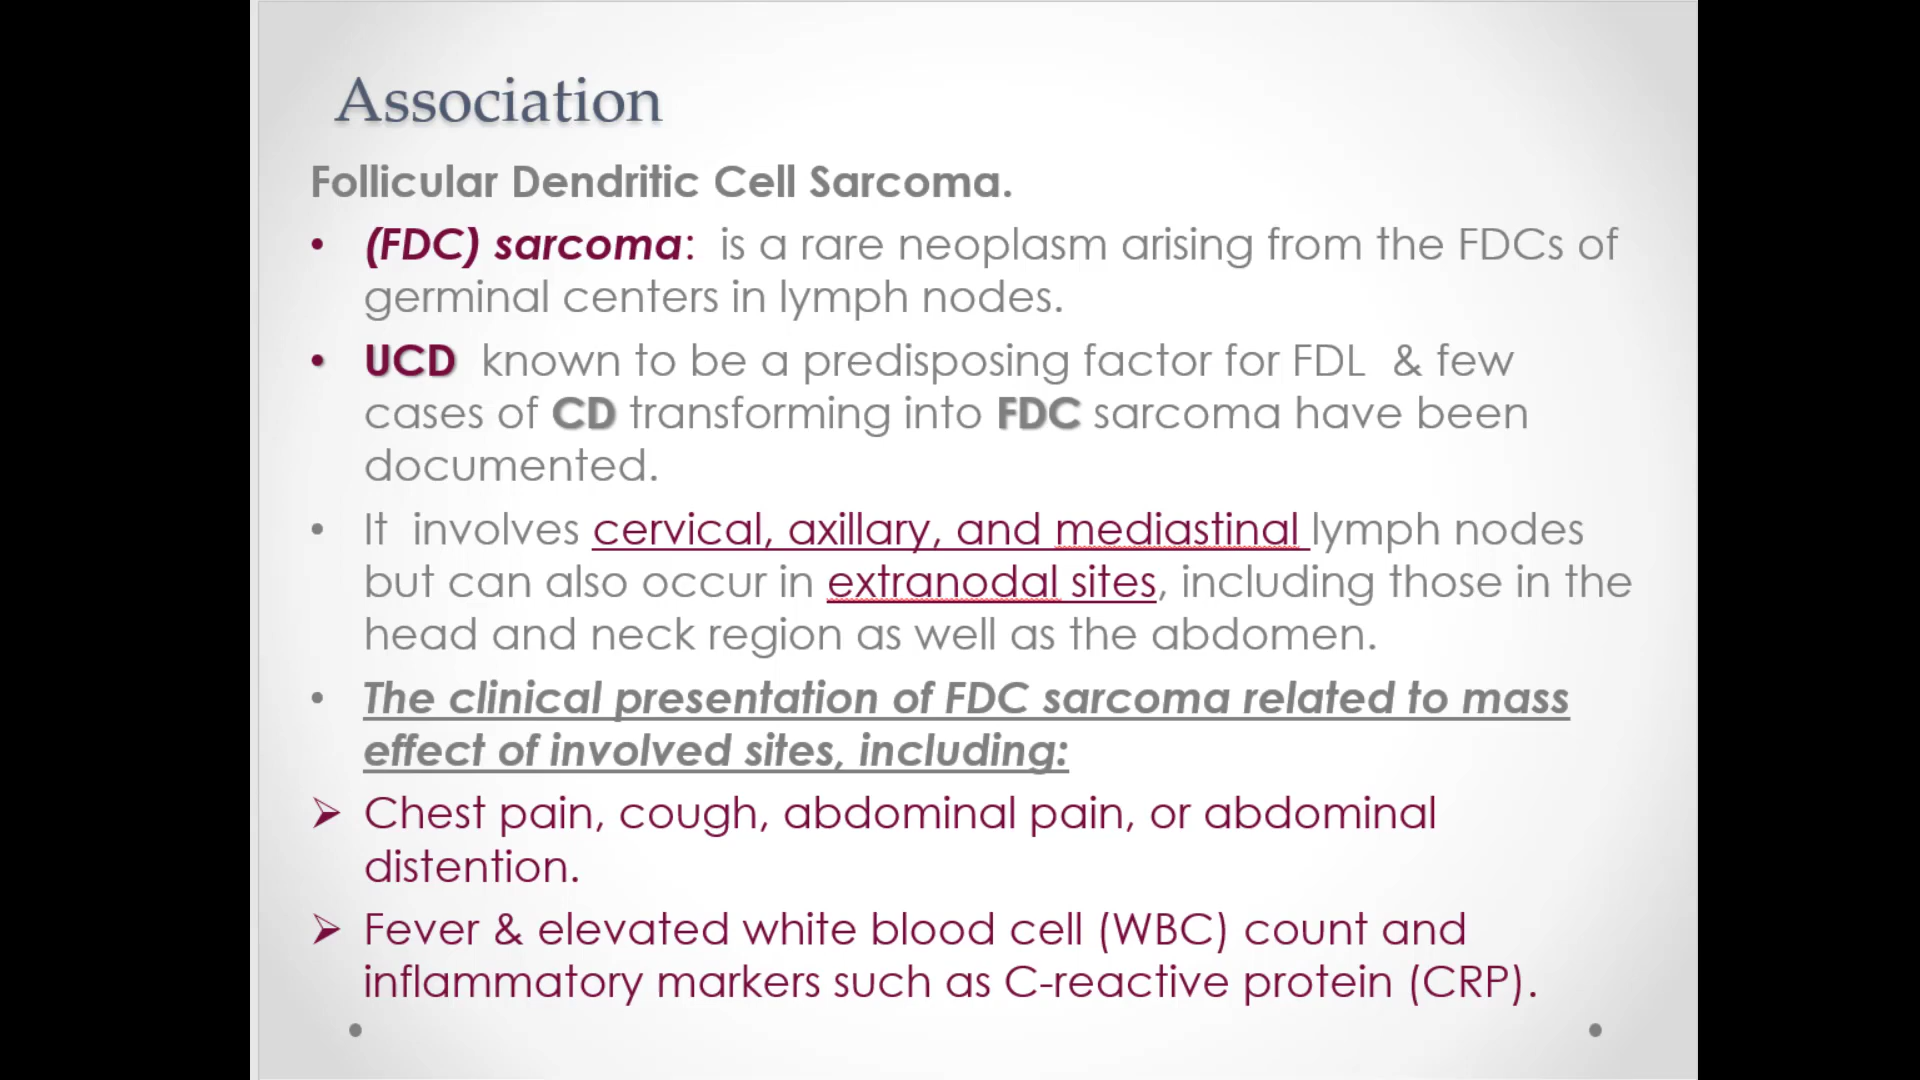 Association
Follicular Dendritic Cell Sarcoma.
• (FDC) sarcoma: is a rare neoplasm arising from the FDCs of
germinal centers in lymph nodes.
• UCD known to be a predisposing factor for FDL & few
cases of CD transforming into FDC sarcoma have been
documented.
• It involves cervical, axillary, and mediastinal lymph nodes
but can also occur in extranodal sites, including those in the
head and neck region as well as the abdomen.
• The clinical presentation of FDC sarcoma related to mass
effect of involved sites, including:
➢ Chest pain, cough, abdominal pain, or abdominal
distention.
➢ Fever & elevated white blood cell (WBC) count and
inflammatory markers such as C-reactive protein (CRP).